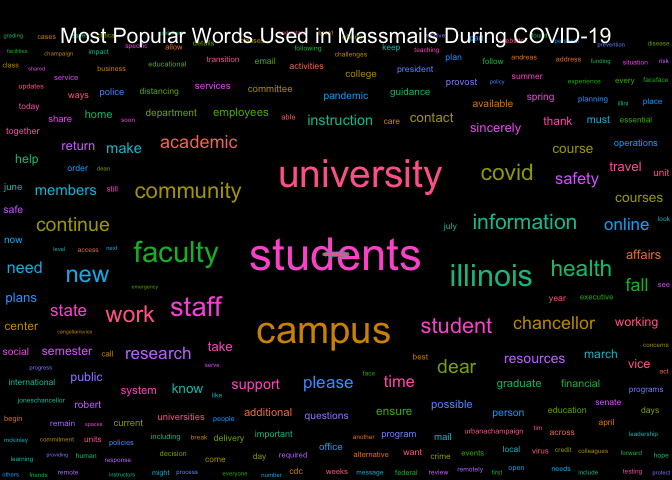 Most Popular Words Used in Massmails During COVID-19
grading cases specific details following keep teaching prevention disease
facilities champaign impact allow challenges plan andreas address funding situation risk
class shared business educational transition email activities college president follow experience every faceface
updates service ways police distancing services committee provost policy summer planning illini place
today share home soon department employees pandemic guidance available spring must essential
together return make academic able instruction care contact sincerely thank operations
help order dean university covid course safety travel unit
june members still community courses
safe continue july information online look
now level access next faculty students affairs
need new emergency illinois health fall see
plans staff year executive
center state work campus student chancellor working
congellamsvice
social semester call research take best dear resources march vice concerns
progress serve face act
international public system know like support please time graduate financial programs
joneschancellor robert possible senate
begin remain spaces current universities people additional questions ensure person education april days
mckinley commitment units policies including break delivery important office another program mail urbanachampaign tim across leadership
learning providing human response decision come day required alternative want crime events local virus credit colleagues forward hope
others friends remote instructors might process everyone number cdc weeks message federal review remotely first open needs include testing protect